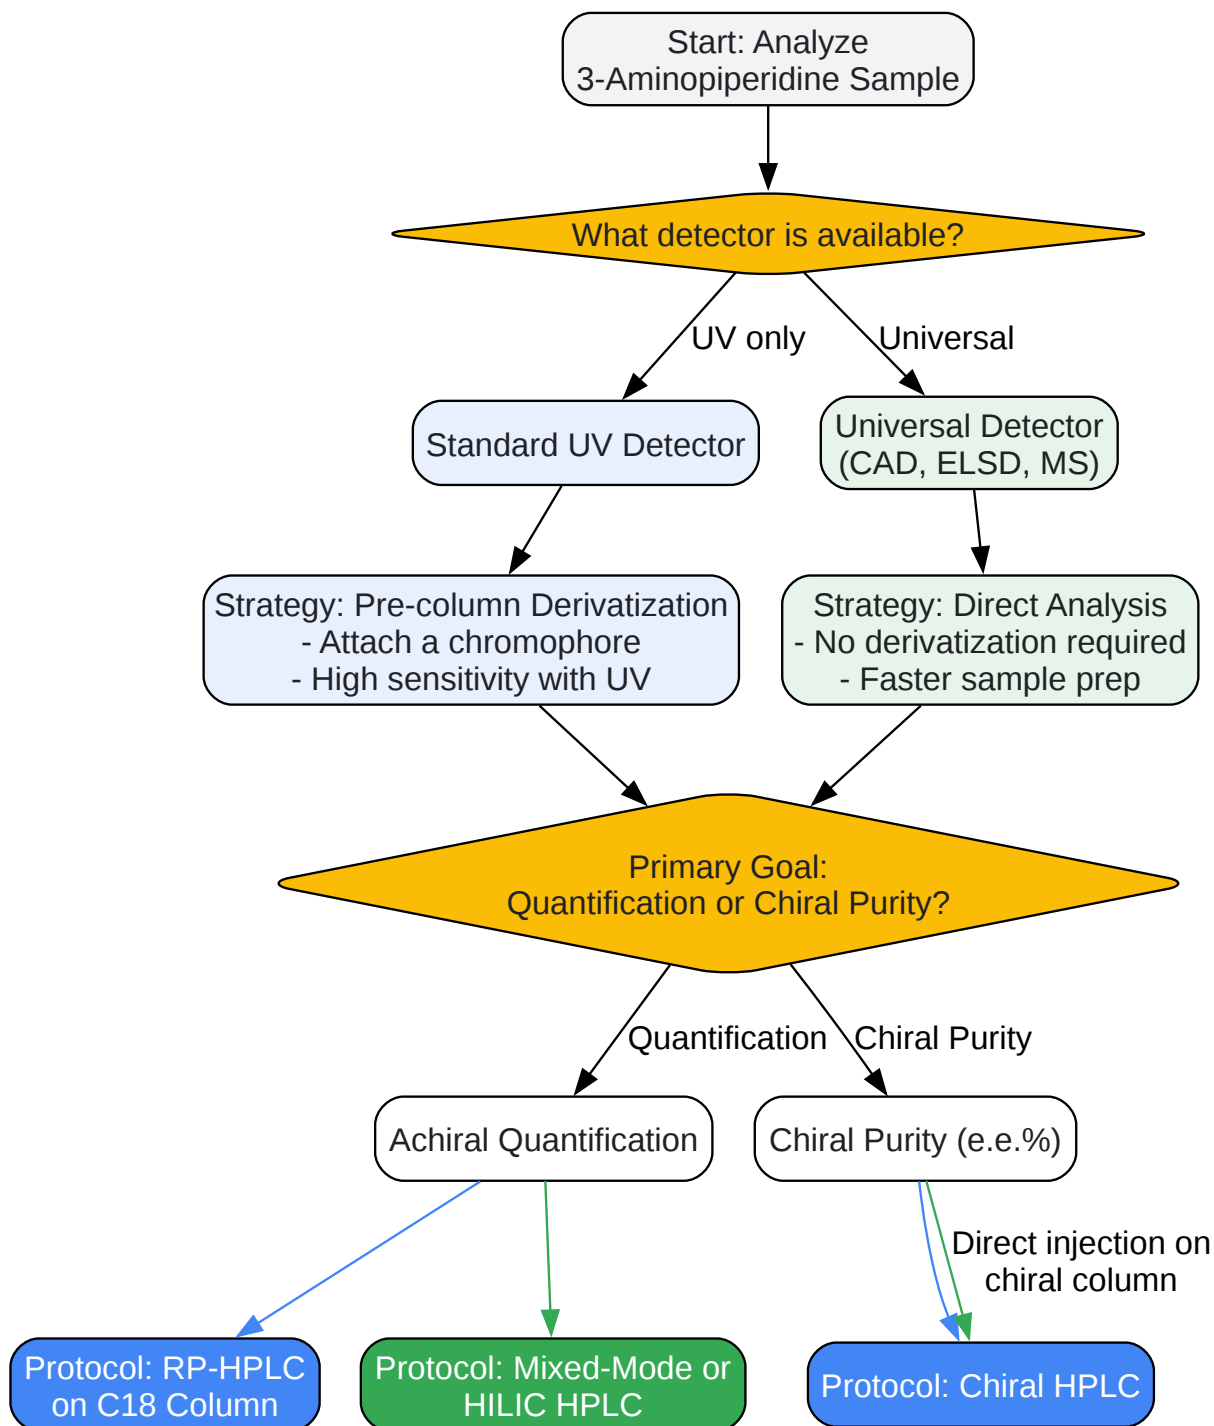 Start: Analyze
3-Aminopiperidine Sample
What detector is available?
UV only
Universal
Standard UV Detector
Universal Detector
(CAD, ELSD, MS)
Strategy: Pre-column Derivatization
- Attach a chromophore
- High sensitivity with UV
Strategy: Direct Analysis
- No derivatization required
- Faster sample prep
Primary Goal:
Quantification or Chiral Purity?
Quantification
Chiral Purity
Achiral Quantification
Chiral Purity (e.e.%)
Direct injection on
chiral column
Protocol: RP-HPLC
on C18 Column
Protocol: Mixed-Mode or
HILIC HPLC
Protocol: Chiral HPLC